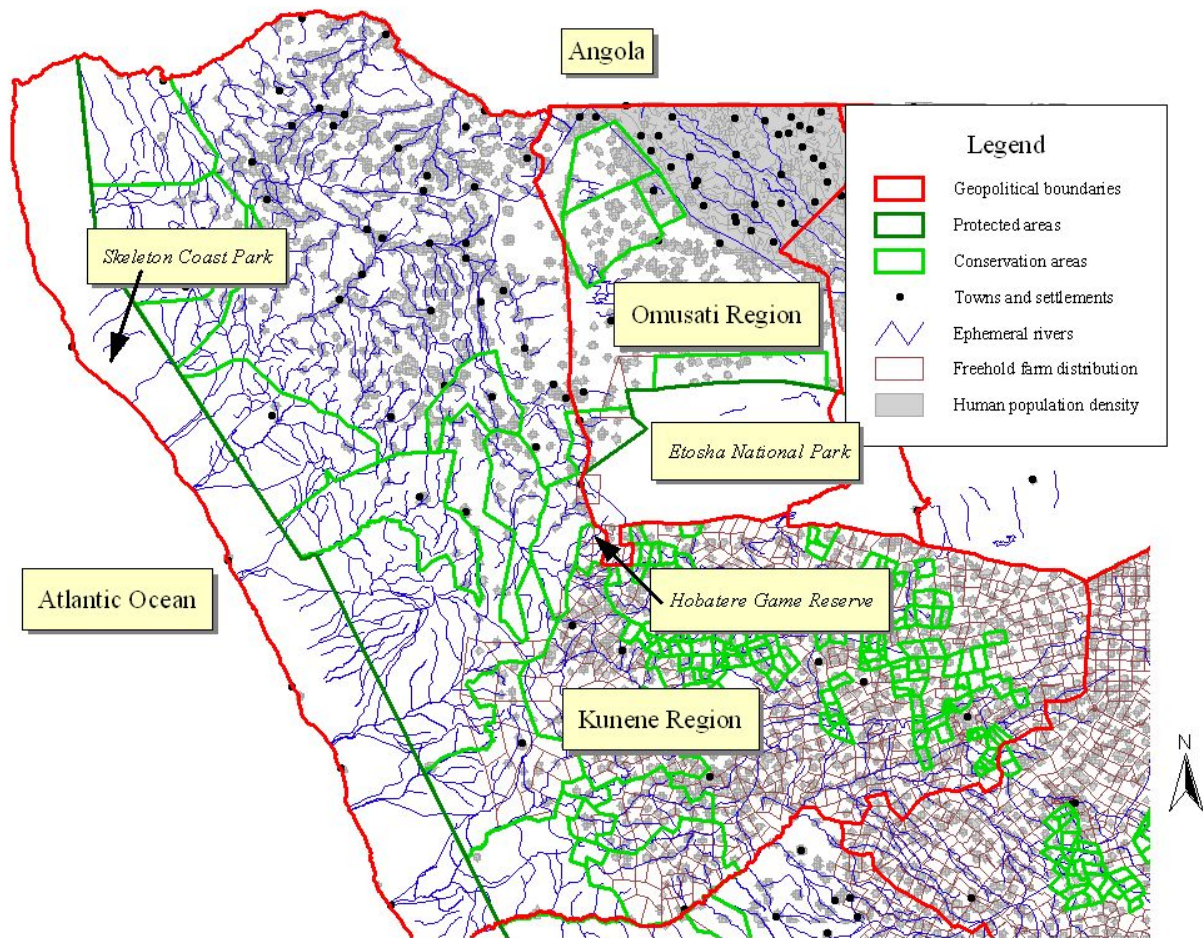 Angola
Legend
Geopolitical boundaries
Protected areas
Conservation areas
Towns and settlements
Ephemeral rivers
Freehold farm distribution
Human population density
Skeleton Coast Park
Omusati Region
Etosha National Park
Atlantic Ocean
Hobatere Game Reserve
Kunene Region
N